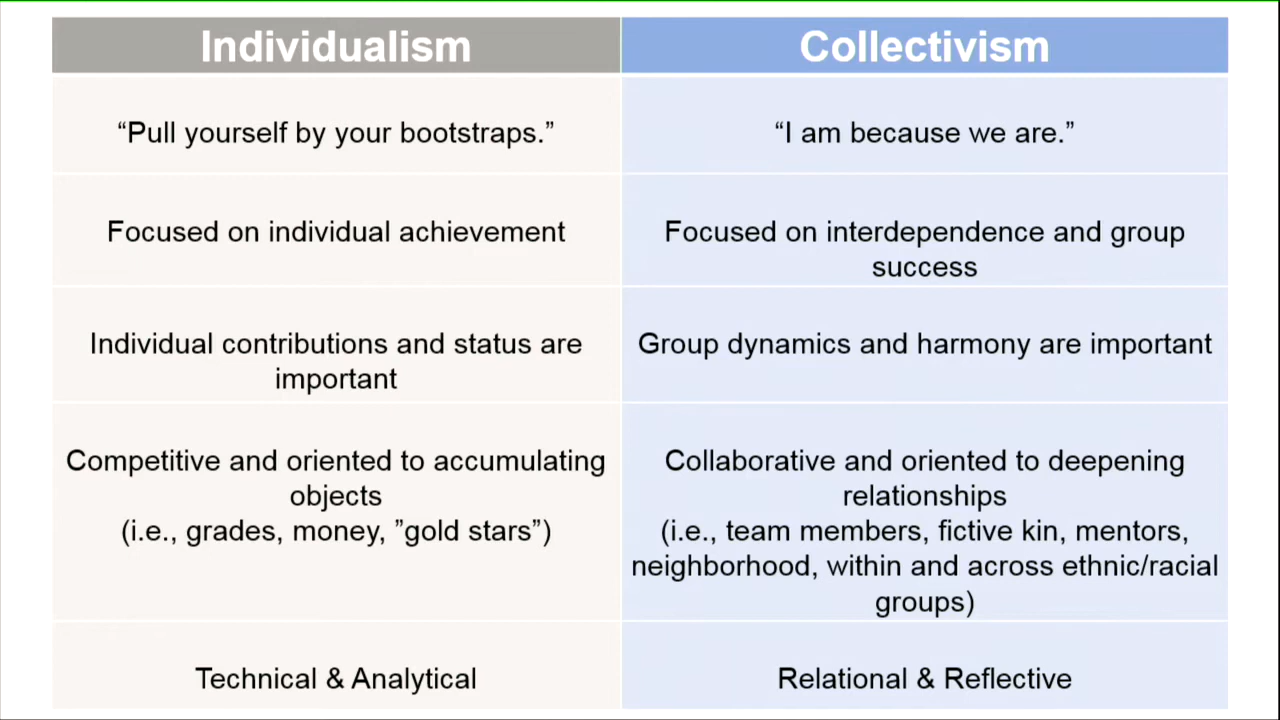 Individualism
Collectivism
“Pull yourself by your bootstraps.”
“I am because we are.”
Focused on individual achievement
Focused on interdependence and group
success
Individual contributions and status are
important
Group dynamics and harmony are important
Competitive and oriented to accumulating
objects
(i.e., grades, money, ”gold stars”)
Collaborative and oriented to deepening
relationships
(i.e., team members, fictive kin, mentors,
neighborhood, within and across ethnic/racial
groups)
Technical & Analytical
Relational & Reflective